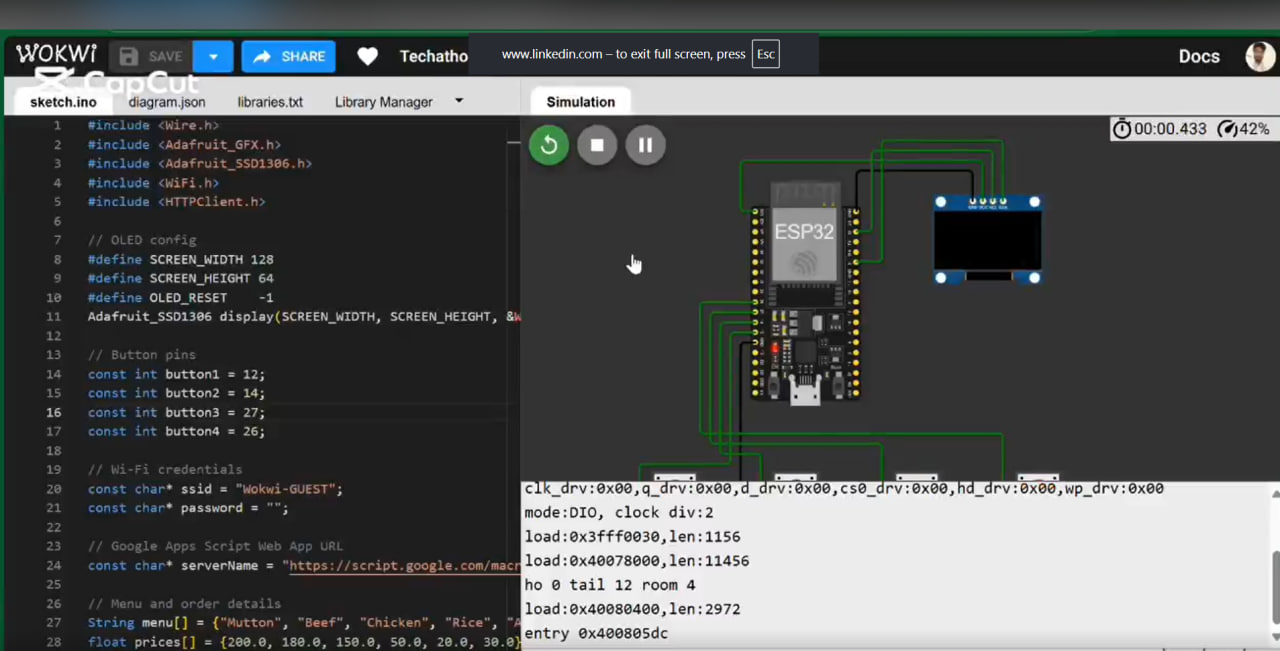 WOKWI
SAVE
SHARE
Techatho
www.linkedin.com – to exit full screen, press Esc
Docs
CapCut
sketch.ino
diagram.json
libraries.txt
Library Manager
Simulation
00:00.433
42%
1 #include <Wire.h>
2 #include <Adafruit_GFX.h>
3 #include <Adafruit_SSD1306.h>
4 #include <WiFi.h>
5 #include <HTTPClient.h>
6
7 // OLED config
8 #define SCREEN_WIDTH 128
9 #define SCREEN_HEIGHT 64
10 #define OLED_RESET    -1
11 Adafruit_SSD1306 display(SCREEN_WIDTH, SCREEN_HEIGHT, &
12
13 // Button pins
14 const int button1 = 12;
15 const int button2 = 14;
16 const int button3 = 27;
17 const int button4 = 26;
18
19 // Wi-Fi credentials
20 const char* ssid = "Wokwi-GUEST";
21 const char* password = "";
22
23 // Google Apps Script Web App URL
24 const char* serverName = "https://script.google.com/macr
25
26 // Menu and order details
27 String menu[] = {"Mutton", "Beef", "Chicken", "Rice", "
28 float prices[] = {200.0, 180.0, 150.0, 50.0, 20.0, 30.0}
ESP32
clk_drv:0x00,q_drv:0x00,d_drv:0x00,cs0_drv:0x00,hd_drv:0x00,wp_drv:0x00
mode:DIO, clock div:2
load:0x3fff0030,len:1156
load:0x40078000,len:11456
ho 0 tail 12 room 4
load:0x40080400,len:2972
entry 0x400805dc